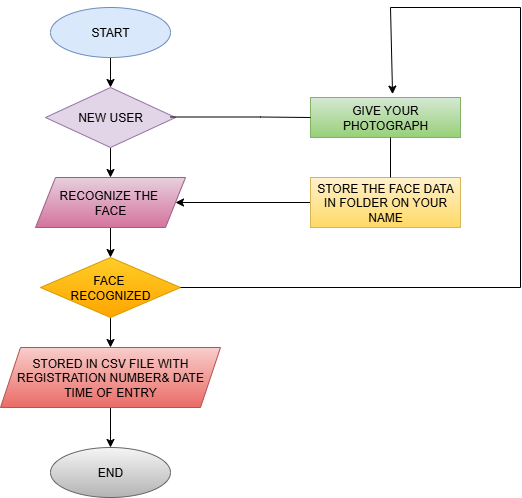 START
NEW USER
GIVE YOUR
PHOTOGRAPH
RECOGNIZE THE
FACE
STORE THE FACE DATA
IN FOLDER ON YOUR
NAME
FACE
RECOGNIZED
STORED IN CSV FILE WITH
REGISTRATION NUMBER& DATE
TIME OF ENTRY
END